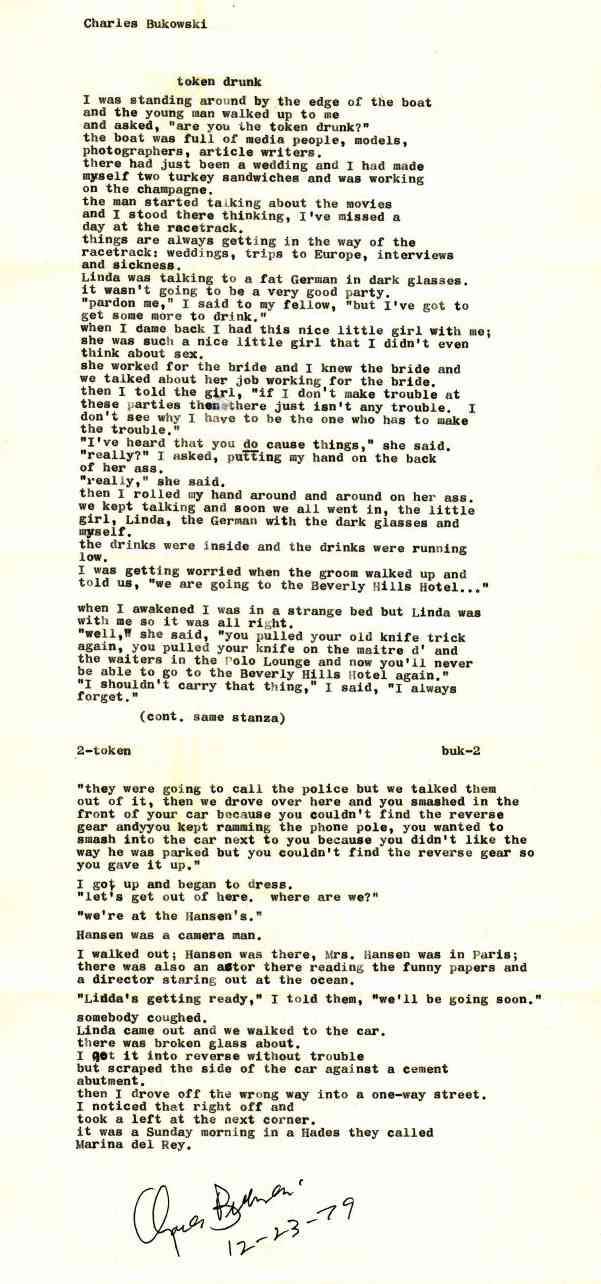 Charles Bukowski
token drunk
I was standing around by the edge of the boat
and the young man walked up to me
and asked, "are you the token drunk?"
the boat was full of media people, models,
photographers, article writers.
there had just been a wedding and I had made
myself two turkey sandwiches and was working
on the champagne.
the man started talking about the movies
and I stood there thinking, I've missed a
day at the racetrack.
things are always getting in the way of the
racetrack: weddings, trips to Europe, interviews
and sickness.
Linda was talking to a fat German in dark glasses.
it wasn't going to be a very good party.
"pardon me," I said to my fellow, "but I've got to
get some more to drink."
when I dame back I had this nice little girl with me;
she was such a nice little girl that I didn't even
think about sex.
she worked for the bride and I knew the bride and
we talked about her job working for the bride.
then I told the girl, "if I don't make trouble at
these parties then there just isn't any trouble. I
don't see why I have to be the one who has to make
the trouble."
"I've heard that you do cause things," she said.
"really?" I asked, putting my hand on the back
of her ass.
"really," she said.
then I rolled my hand around and around on her ass.
we kept talking and soon we all went in, the little
girl, Linda, the German with the dark glasses and
myself.
the drinks were inside and the drinks were running
low.
I was getting worried when the groom walked up and
told us, "we are going to the Beverly Hills Hotel..."
when I awakened I was in a strange bed but Linda was
with me so it was all right.
"well," she said, "you pulled your old knife trick
again, you pulled your knife on the maitre d' and
the waiters in the Polo Lounge and now you'll never
be able to go to the Beverly Hills Hotel again."
"I shouldn't carry that thing," I said, "I always
forget."
(cont. same stanza)
2-token buk-2
"they were going to call the police but we talked them
out of it, then we drove over here and you smashed in the
front of your car because you couldn't find the reverse
gear andyyou kept ramming the phone pole, you wanted to
smash into the car next to you because you didn't like the
way he was parked but you couldn't find the reverse gear so
you gave it up."
I got up and began to dress.
"let's get out of here. where are we?"
"we're at the Hansen's."
Hansen was a camera man.
I walked out; Hansen was there, Mrs. Hansen was in Paris;
there was also an actor there reading the funny papers and
a director staring out at the ocean.
"Linda's getting ready," I told them, "we'll be going soon."
somebody coughed.
Linda came out and we walked to the car.
there was broken glass about.
I got it into reverse without trouble
but scraped the side of the car against a cement
abutment.
then I drove off the wrong way into a one-way street.
I noticed that right off and
took a left at the next corner.
it was a Sunday morning in a Hades they called
Marina del Rey.
Charles Bukowski
12-23-79